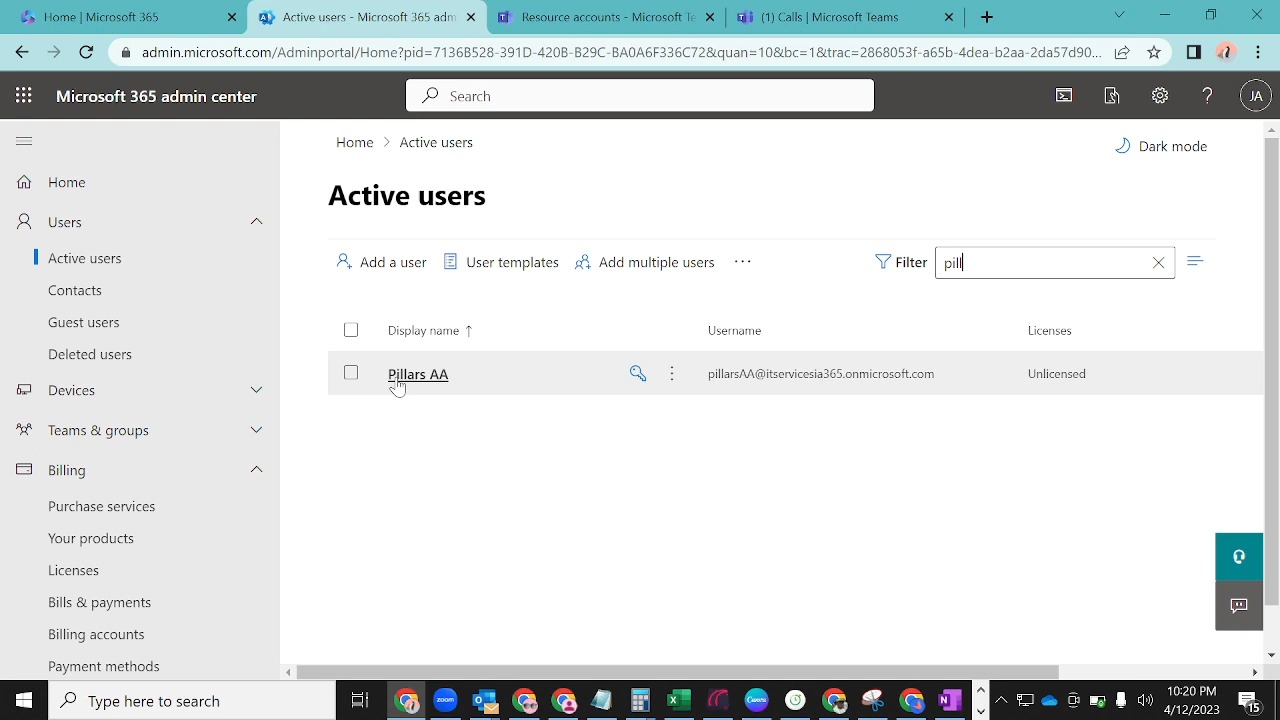 Home | Microsoft 365
Active users - Microsoft 365 adm
Resource accounts - Microsoft Te
(1) Calls | Microsoft Teams
admin.microsoft.com/Adminportal/Home?pid=7136B528-391D-420B-B29C-BA0A6F336C72&quan=10&bc=1&trac=2868053f-a65b-4dea-b2aa-2da57d90...
Microsoft 365 admin center
Search
JA
Home > Active users
Dark mode
Home
Active users
Users
Active users
Add a user
User templates
Add multiple users
Filter
pill
Contacts
Guest users
Display name ↑
Username
Licenses
Deleted users
Pillars AA
pillarsAA@itservicesia365.onmicrosoft.com
Unlicensed
Devices
Teams & groups
Billing
Purchase services
Your products
Licenses
Bills & payments
Billing accounts
Payment methods
Type here to search
zoom
Canva
10:20 PM
4/12/2023
15